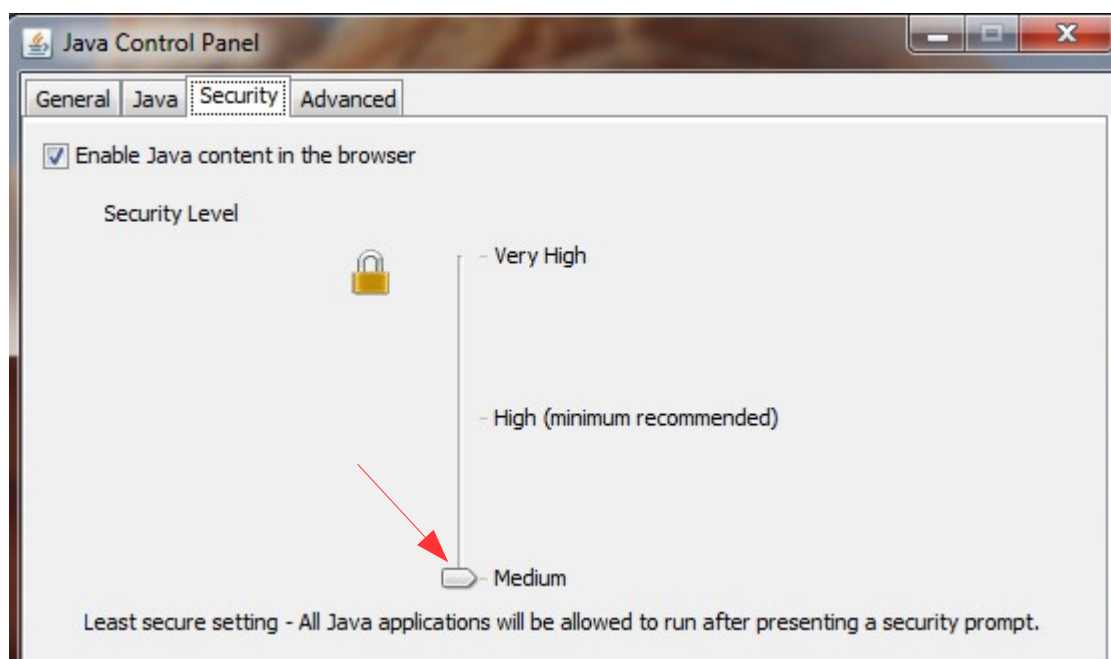 Java Control Panel
General Java Security Advanced
Enable Java content in the browser
Security Level
- Very High
- High (minimum recommended)
- Medium
Least secure setting - All Java applications will be allowed to run after presenting a security prompt.